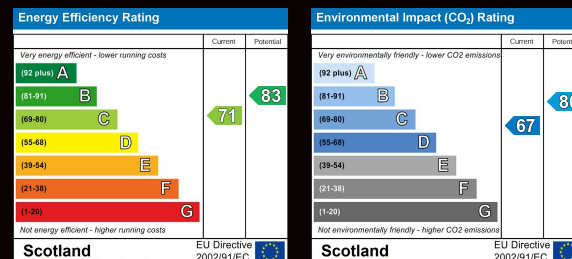 Energy Efficiency Rating
Current Potential
Very energy efficient - lower running costs
(92 plus) A
(81-91) B
83
(69-80) C
71
(55-68) D
(39-54) E
(21-38) F
(1-20) G
Not energy efficient - higher running costs
Scotland
EU Directive
2002/91/EC
Environmental Impact (CO₂) Rating
Current
Very environmentally friendly - lower CO2 emissions
(92 plus) A
(81-91) B
(69-80) C
67
(55-68) D
(39-54) E
(21-38) F
(1-20) G
Not environmentally friendly - higher CO2 emissions
Scotland
EU Directive
2002/91/EC